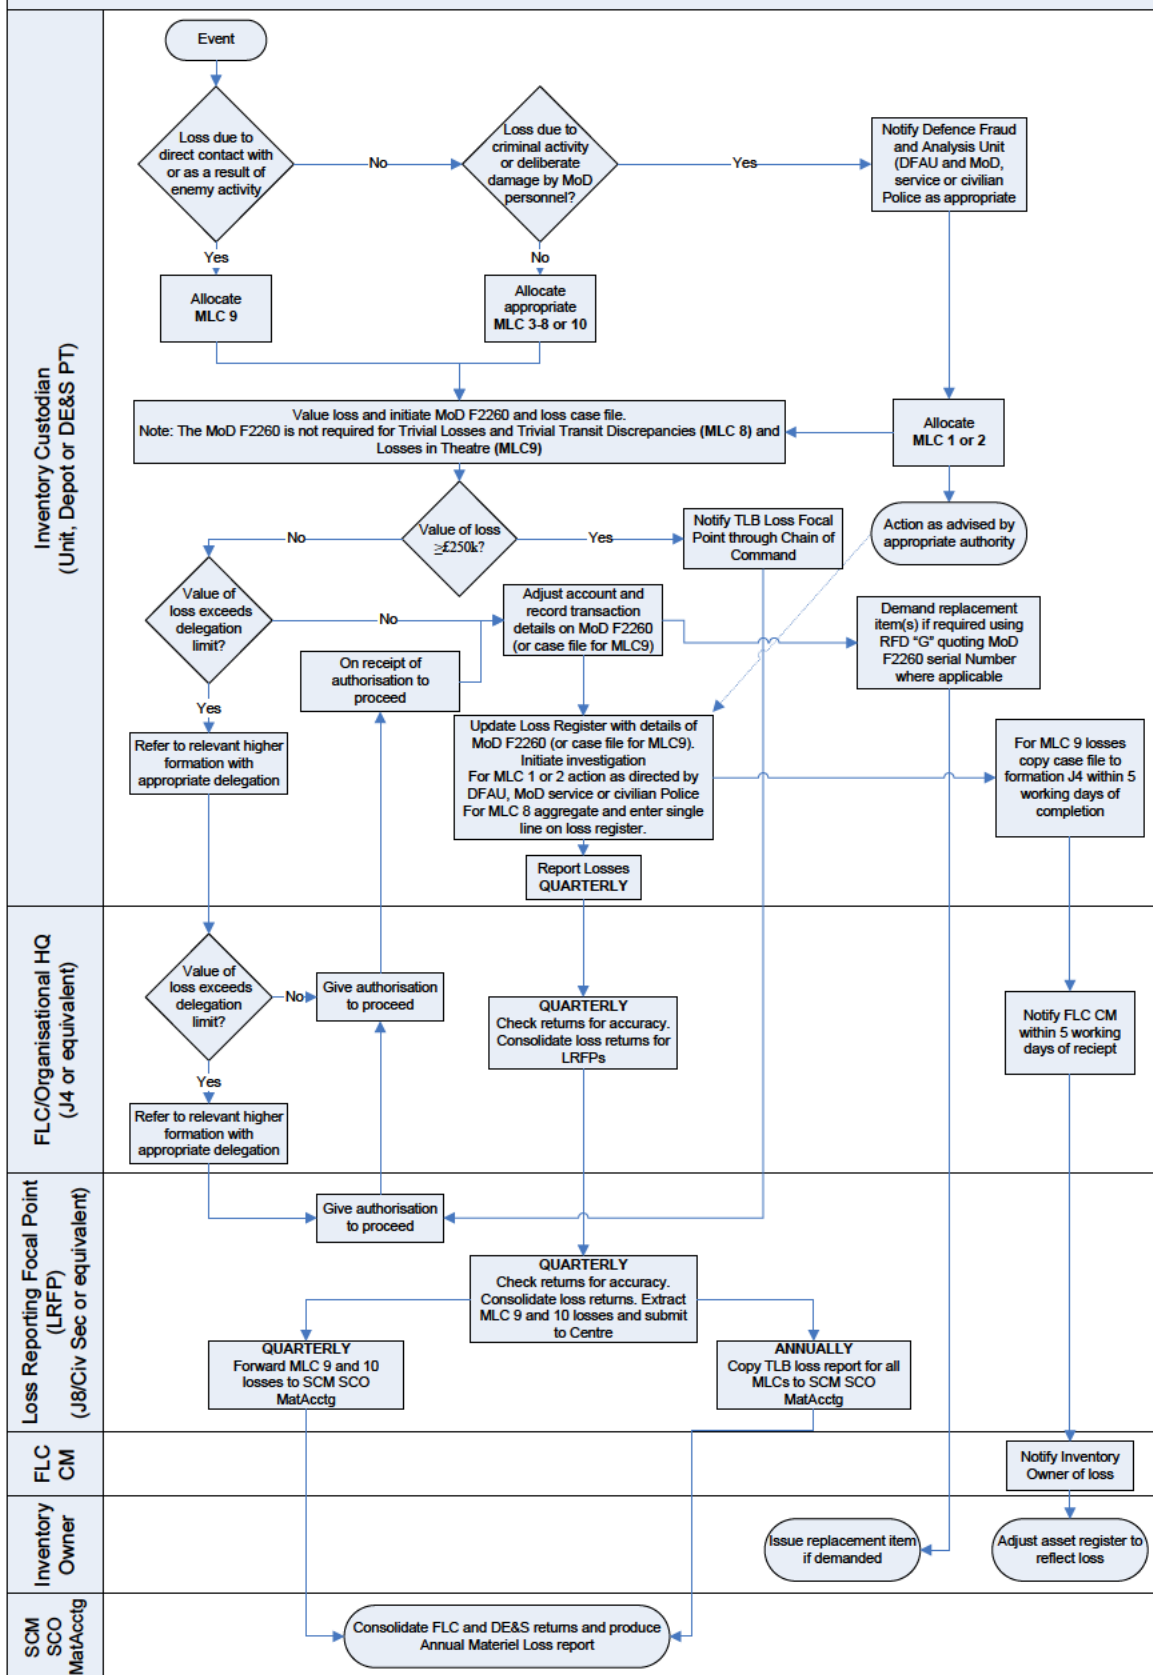 Inventory Custodian
(Unit, Depot or DE&S PT)
Event
Loss due to
direct contact with
or as a result of
enemy activity
No
Loss due to
criminal activity
or deliberate
damage by MoD
personnel?
Yes
Notify Defence Fraud
and Analysis Unit
(DFAU and MoD,
service or civilian
Police as appropriate
Yes
No
Allocate
MLC 9
Allocate
appropriate
MLC 3-8 or 10
Value loss and initiate MoD F2260 and loss case file.
Note: The MoD F2260 is not required for Trivial Losses and Trivial Transit Discrepancies (MLC 8) and
Losses in Theatre (MLC9)
Allocate
MLC 1 or 2
Action as advised by
appropriate authority
Value of loss
≥£250k?
No
Yes
Notify TLB Loss Focal
Point through Chain of
Command
Value of
loss exceeds
delegation
limit?
No
Adjust account and
record transaction
details on MoD F2260
(or case file for MLC9)
Demand replacement
item(s) if required using
RFD “G” quoting MoD
F2260 serial Number
where applicable
On receipt of
authorisation to
proceed
Yes
Refer to relevant higher
formation with
appropriate delegation
Update Loss Register with details of
MoD F2260 (or case file for MLC9).
Initiate investigation
For MLC 1 or 2 action as directed by
DFAU, MoD service or civilian Police
For MLC 8 aggregate and enter single
line on loss register.
For MLC 9 losses
copy case file to
formation J4 within 5
working days of
completion
Report Losses
QUARTERLY
FLC/Organisational HQ
(J4 or equivalent)
Value of
loss exceeds
delegation
limit?
No
Give authorisation
to proceed
QUARTERLY
Check returns for accuracy.
Consolidate loss returns for
LRFPs
Notify FLC CM
within 5 working
days of reciept
Yes
Refer to relevant higher
formation with
appropriate delegation
Loss Reporting Focal Point
(LRFP)
(J8/Civ Sec or equivalent)
Give authorisation
to proceed
QUARTERLY
Check returns for accuracy.
Consolidate loss returns. Extract
MLC 9 and 10 losses and submit
to Centre
QUARTERLY
Forward MLC 9 and 10
losses to SCM SCO
MatAcctg
ANNUALLY
Copy TLB loss report for all
MLCs to SCM SCO
MatAcctg
FLC
CM
Notify Inventory
Owner of loss
Inventory
Owner
Issue replacement item
if demanded
Adjust asset register to
reflect loss
SCM
SCO
MatAcctg
Consolidate FLC and DE&S returns and produce
Annual Materiel Loss report